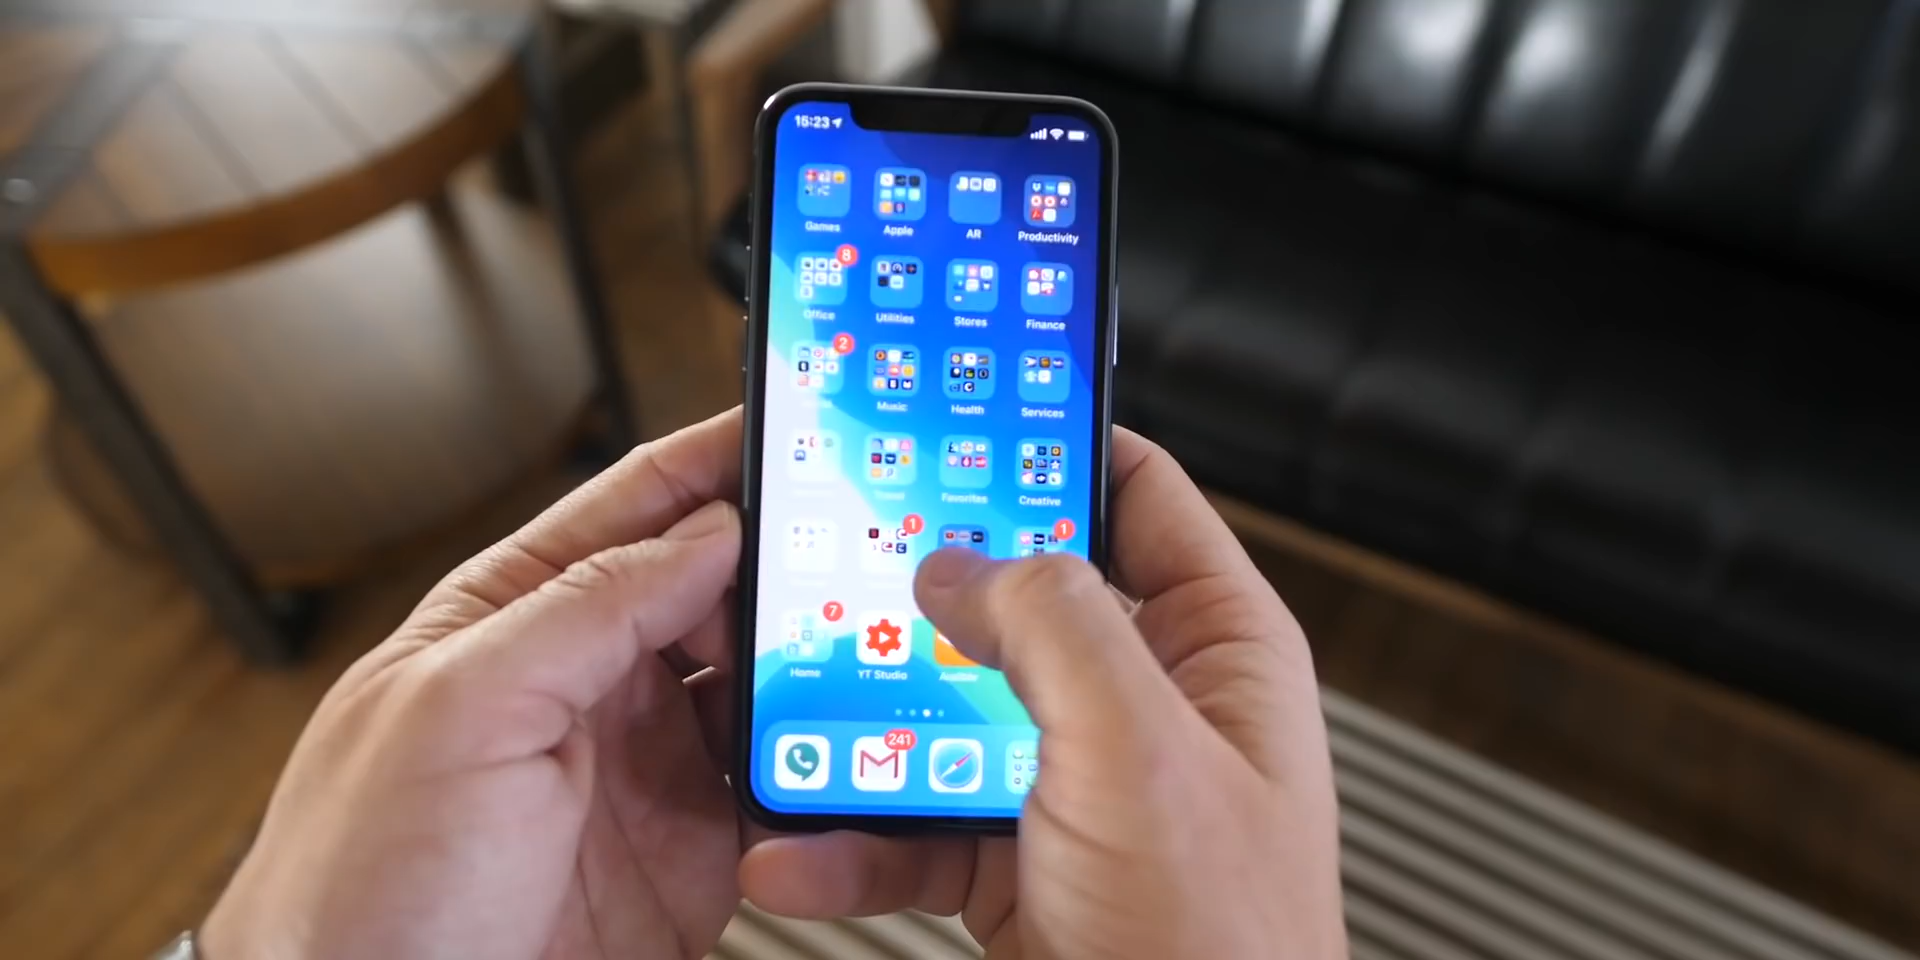 15:23
Games Apple AR Productivity
8
Office Utilities Stores Finance
2
Music Health Services
Travel Favorites Creative
1 1
7
Home YT Studio
241